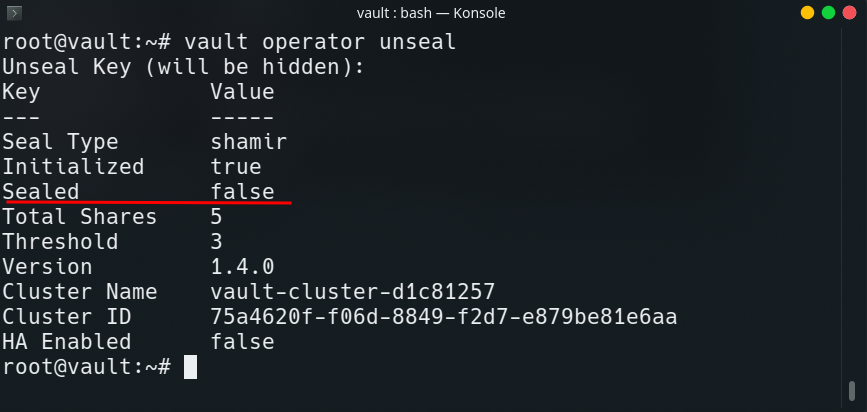 vault : bash — Konsole
root@vault:~# vault operator unseal
Unseal Key (will be hidden):
Key             Value
---             -----
Seal Type       shamir
Initialized     true
Sealed          false
Total Shares    5
Threshold       3
Version         1.4.0
Cluster Name    vault-cluster-d1c81257
Cluster ID      75a4620f-f06d-8849-f2d7-e879be81e6aa
HA Enabled      false
root@vault:~#